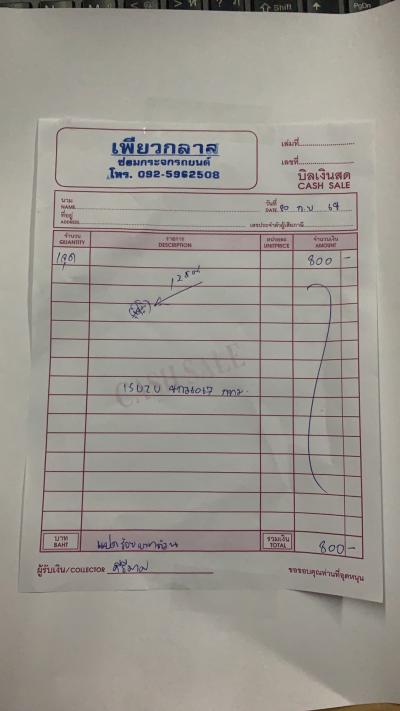 Shift
PgDn
เพียวกลาส
ซ่อมกระจกรถยนต์
โทร. 092-5962508
เล่มที่
เลขที่
บิลเงินสด
CASH SALE
นาม
NAME
วันที่
DATE
ที่อยู่
ADDRESS
เลขประจำตัวผู้เสียภาษี
จำนวน
QUANTITY
รายการ
DESCRIPTION
หน่วยละ
UNITPRICE
จำนวนเงิน
AMOUNT
1 จุด
800 -
CASH SALE
ISUZU
บาท
BAHT
แปดร้อยบาทถ้วน
รวมเงิน
TOTAL
800-
ผู้รับเงิน/COLLECTOR
ขอขอบคุณท่านที่อุดหนุน